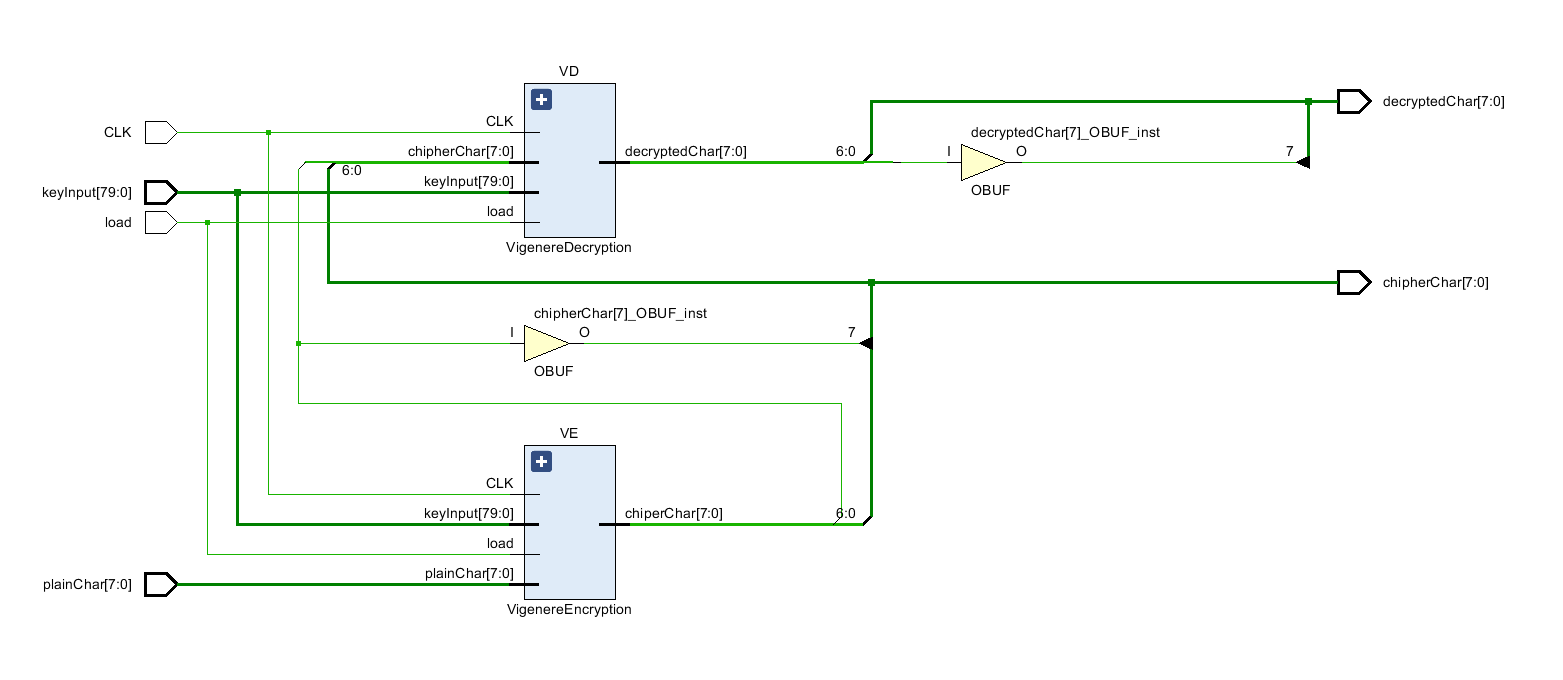 VD
CLK
CLK
chipherChar[7:0]
decryptedChar[7:0]
6:0
I
decryptedChar[7]_OBUF_inst
O
OBUF
7
decryptedChar[7:0]
6:0
keyInput[79:0]
keyInput[79:0]
load
load
VigenereDecryption
chipherChar[7:0]
chipherChar[7]_OBUF_inst
I
O
7
OBUF
VE
CLK
keyInput[79:0]
chiperChar[7:0]
6:0
load
plainChar[7:0]
plainChar[7:0]
VigenereEncryption